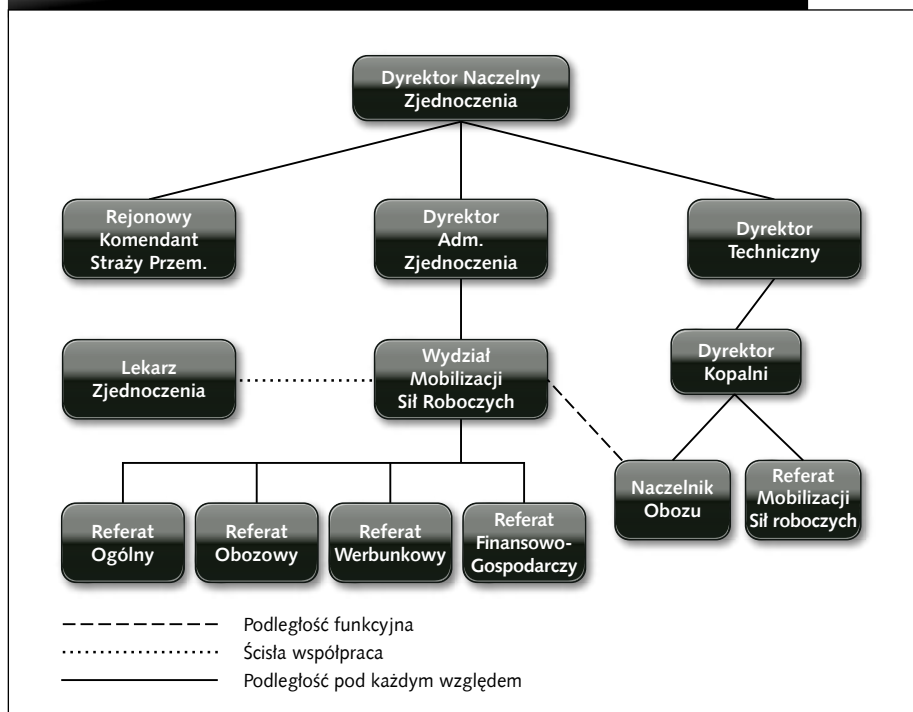 Dyrektor Naczelny
Zjednoczenia
Rejonowy
Komendant
Straży Przem.
Dyrektor
Adm.
Zjednoczenia
Dyrektor
Techniczny
Lekarz
Zjednoczenia
Wydział
Mobilizacji
Sił Roboczych
Dyrektor
Kopalni
Naczelnik
Obozu
Referat
Mobilizacji
Sił roboczych
Referat
Ogólny
Referat
Obozowy
Referat
Werbunkowy
Referat
Finansowo-
Gospodarczy
Podległość funkcyjna
Ścisła współpraca
Podległość pod każdym względem